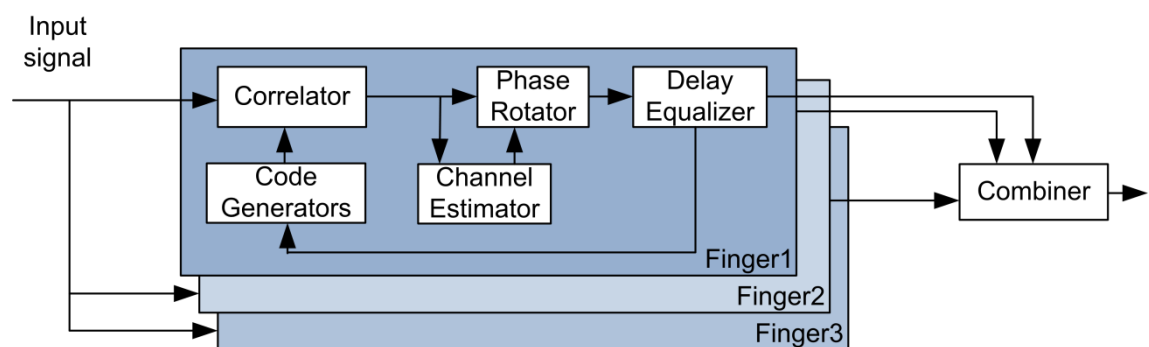 Input
signal
Correlator
Phase
Rotator
Delay
Equalizer
Code
Generators
Channel
Estimator
Combiner
Finger1
Finger2
Finger3